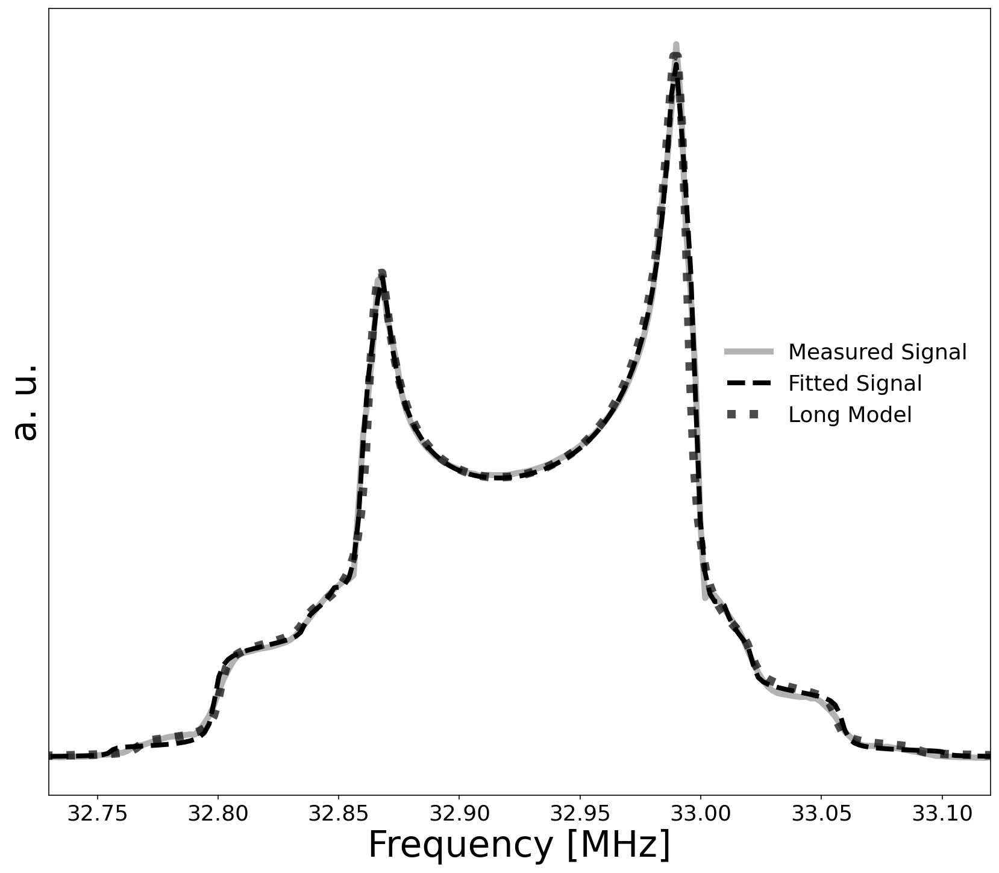 a. u.
Measured Signal
Fitted Signal
Long Model
32.75 32.80 32.85 32.90 32.95 33.00 33.05 33.10
Frequency [MHz]